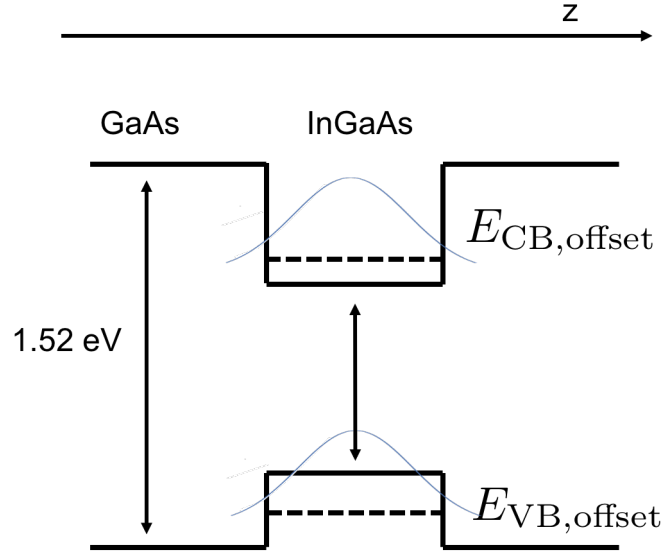 z
GaAs InGaAs
E_CB,offset
1.52 eV
E_VB,offset